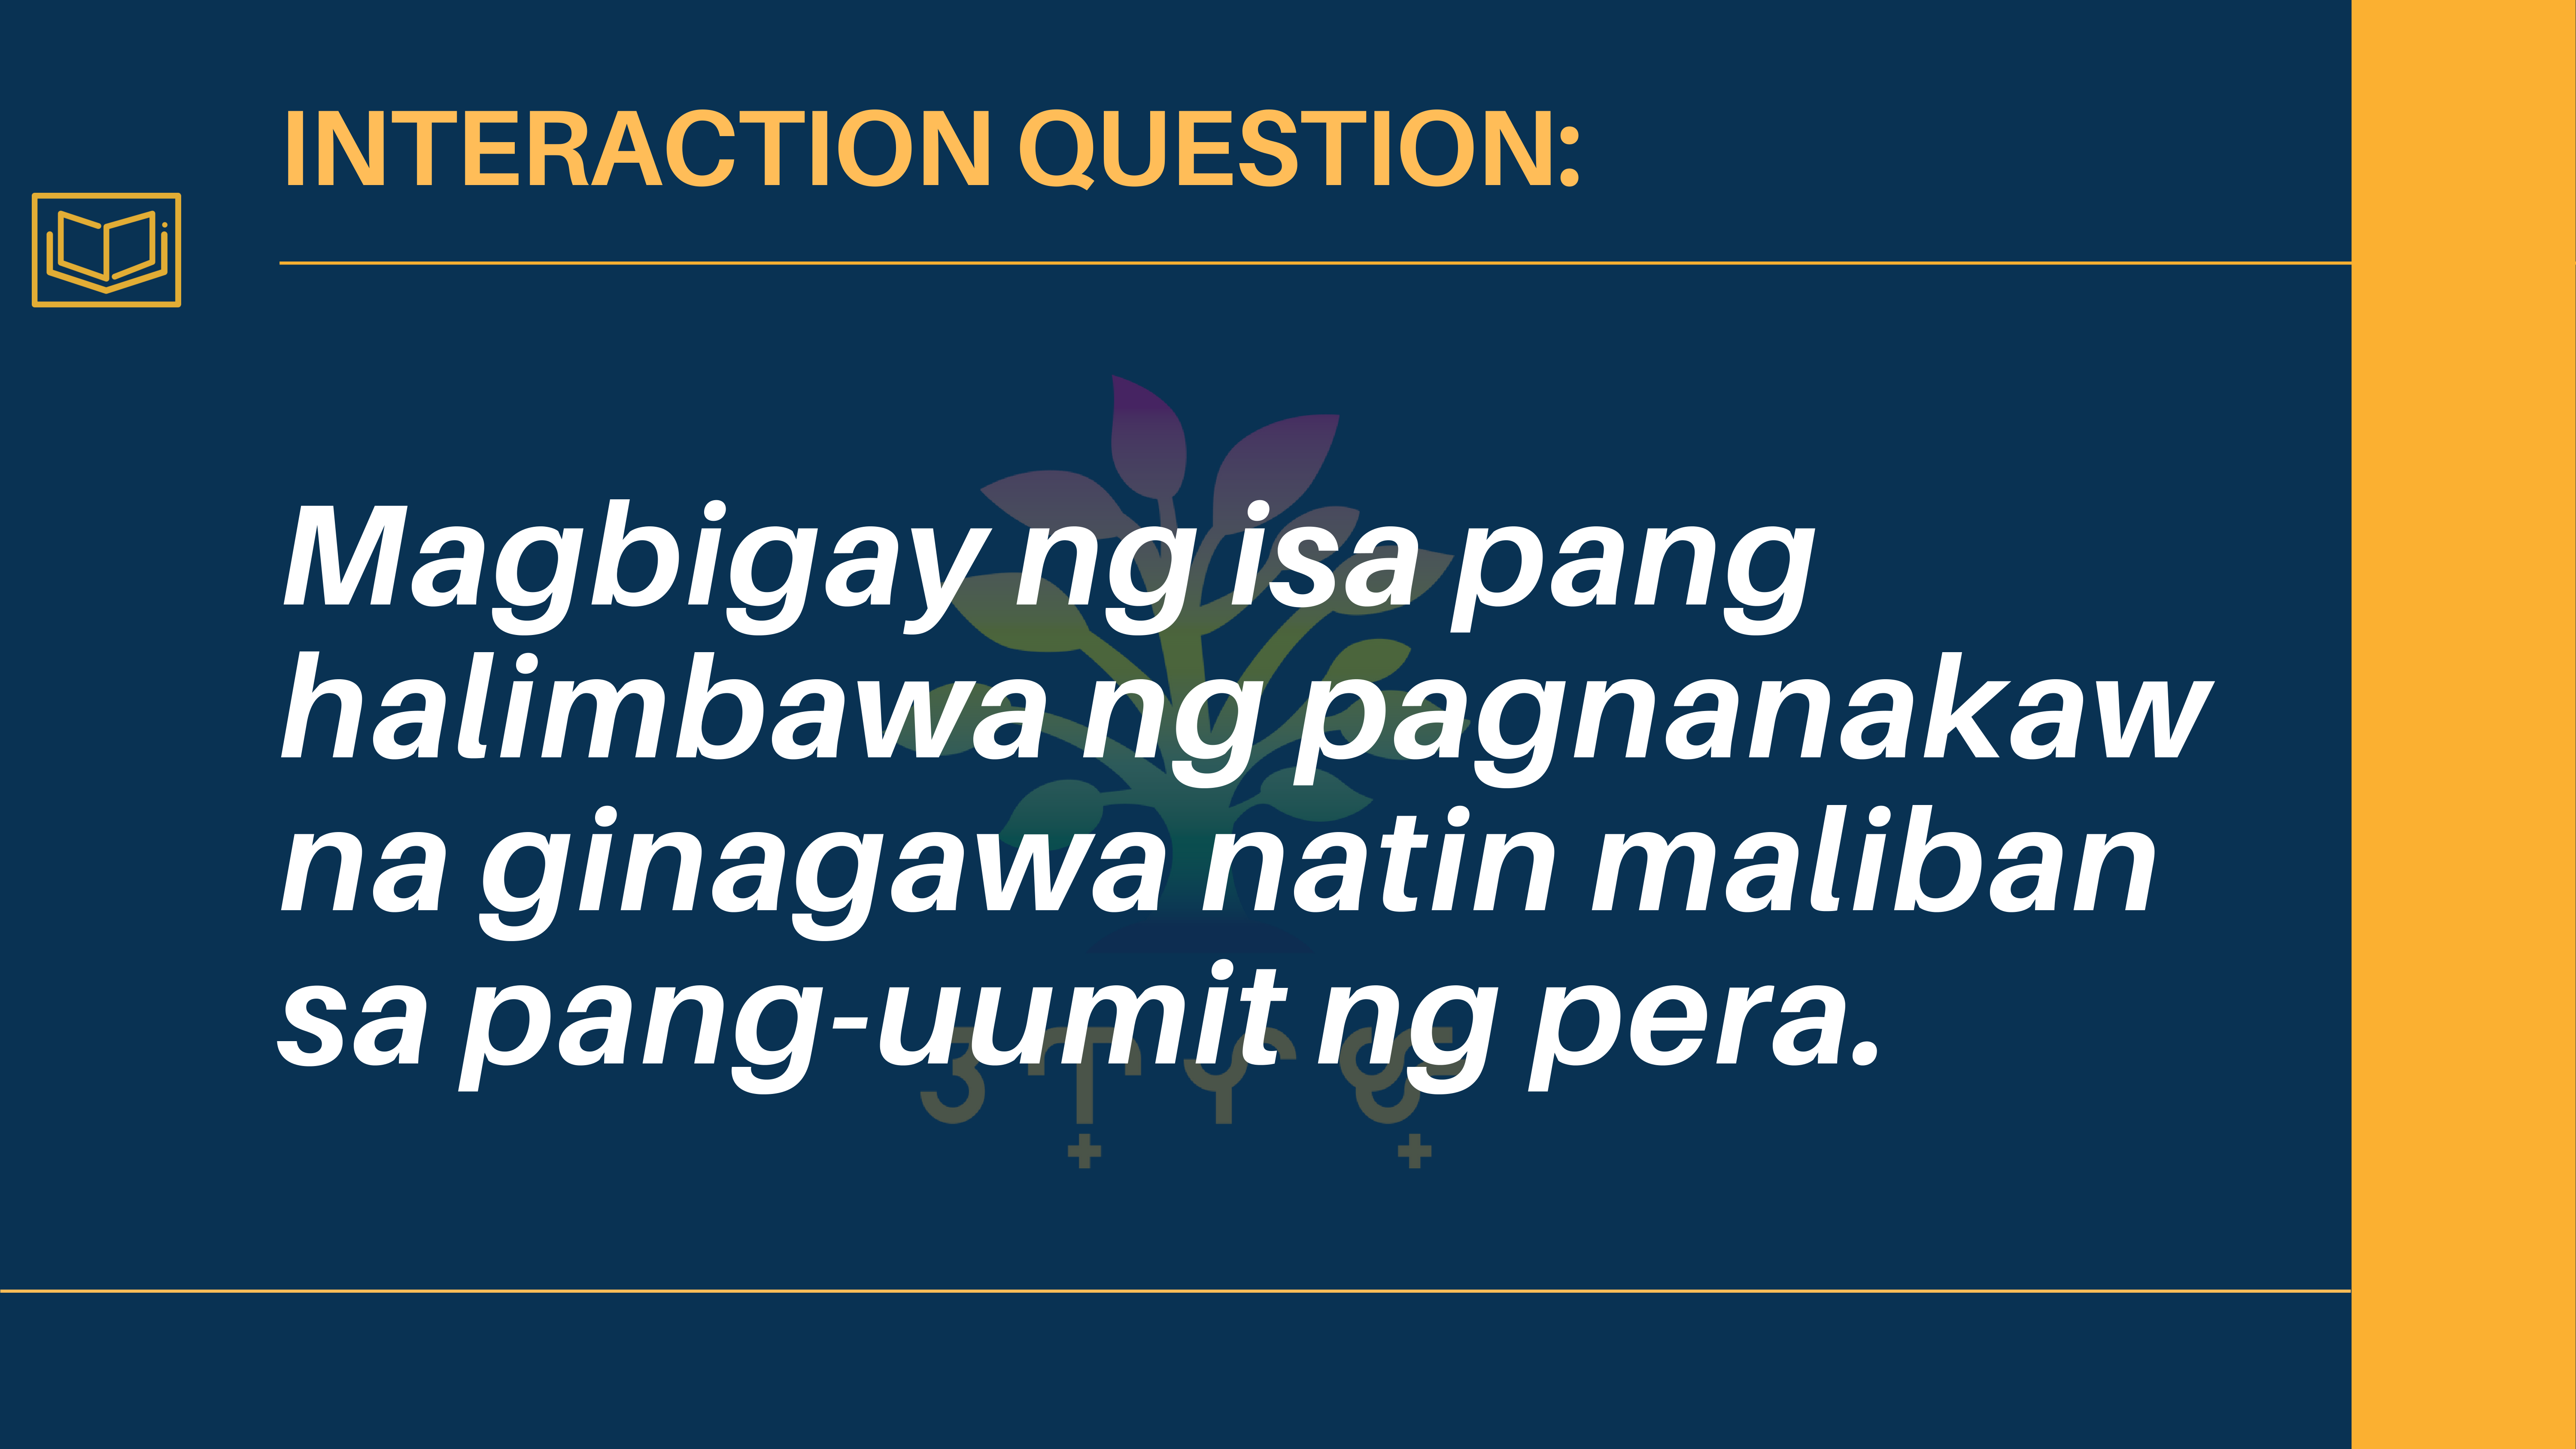 INTERACTION QUESTION:
Magbigay ng isa pang
halimbawa ng pagnanakaw
na ginagawa natin maliban
sa pang-uumit ng pera.